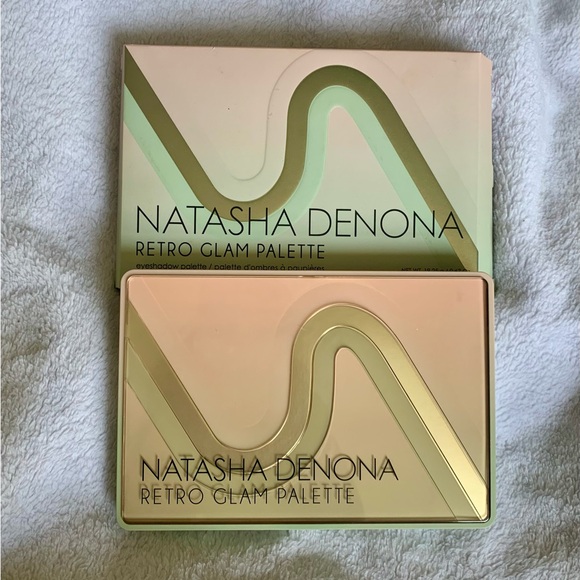 NATASHA DENONA
RETRO GLAM PALETTE
eyeshadow palette / palette d'ombres à paupières
NATASHA DENONA
RETRO GLAM PALETTE